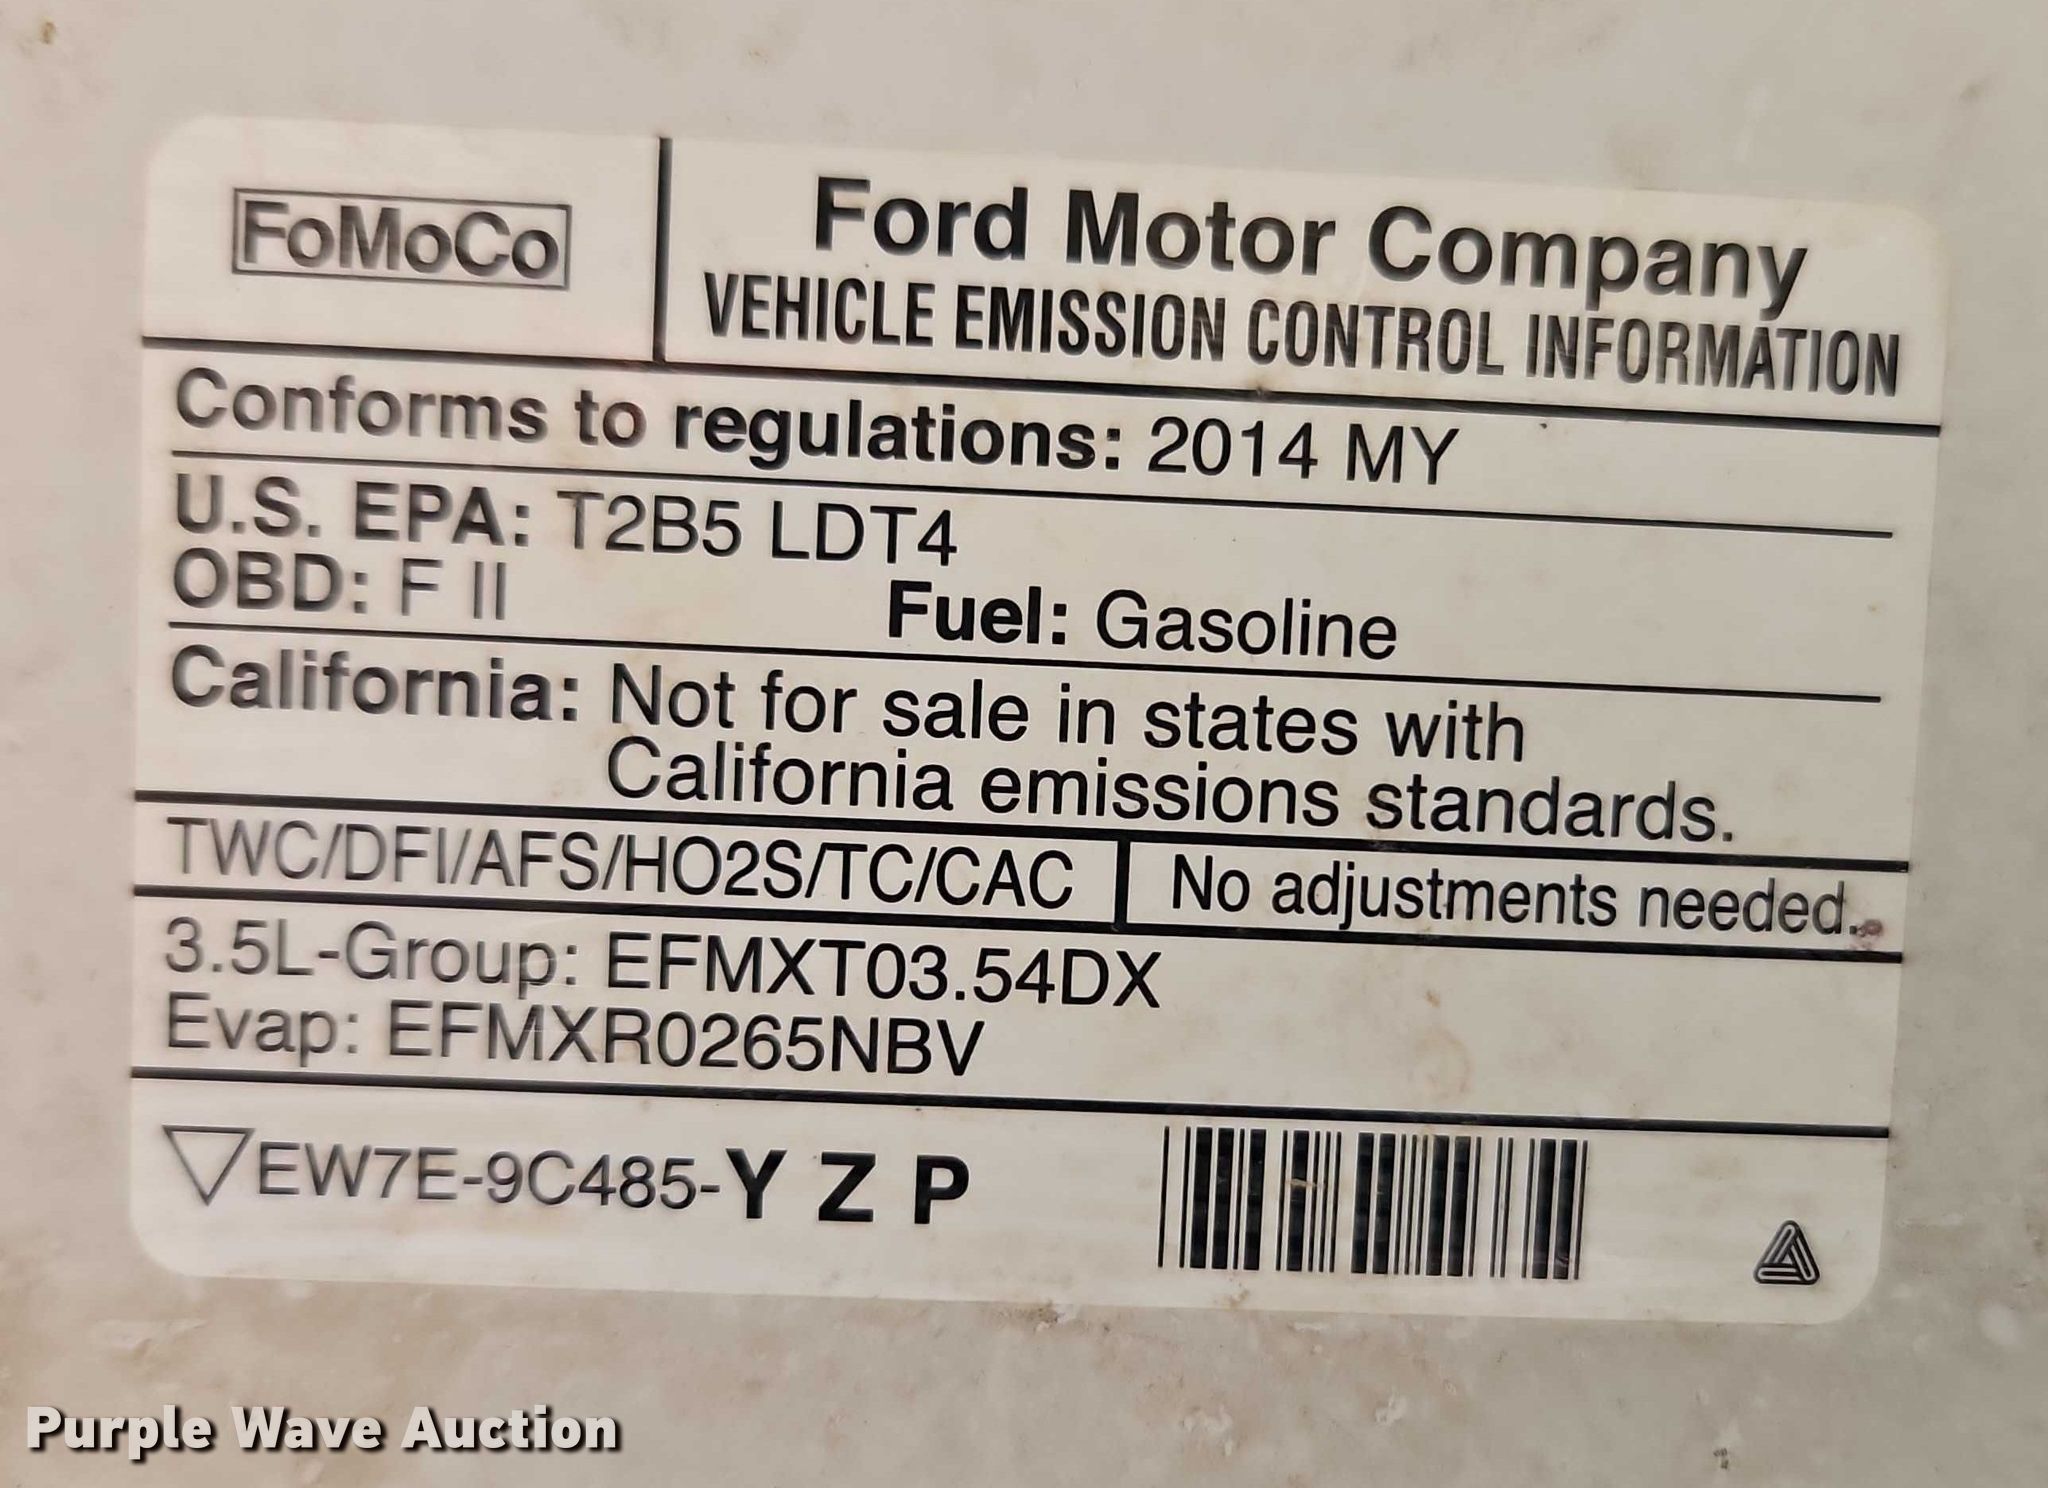 FoMoCo
Ford Motor Company
VEHICLE EMISSION CONTROL INFORMATION
Conforms to regulations: 2014 MY
U.S. EPA: T2B5 LDT4
OBD: F II Fuel: Gasoline
California: Not for sale in states with
California emissions standards.
TWC/DFI/AFS/HO2S/TC/CAC No adjustments needed.
3.5L-Group: EFMXT03.54DX
Evap: EFMXR0265NBV
EW7E-9C485-Y Z P
Purple Wave Auction